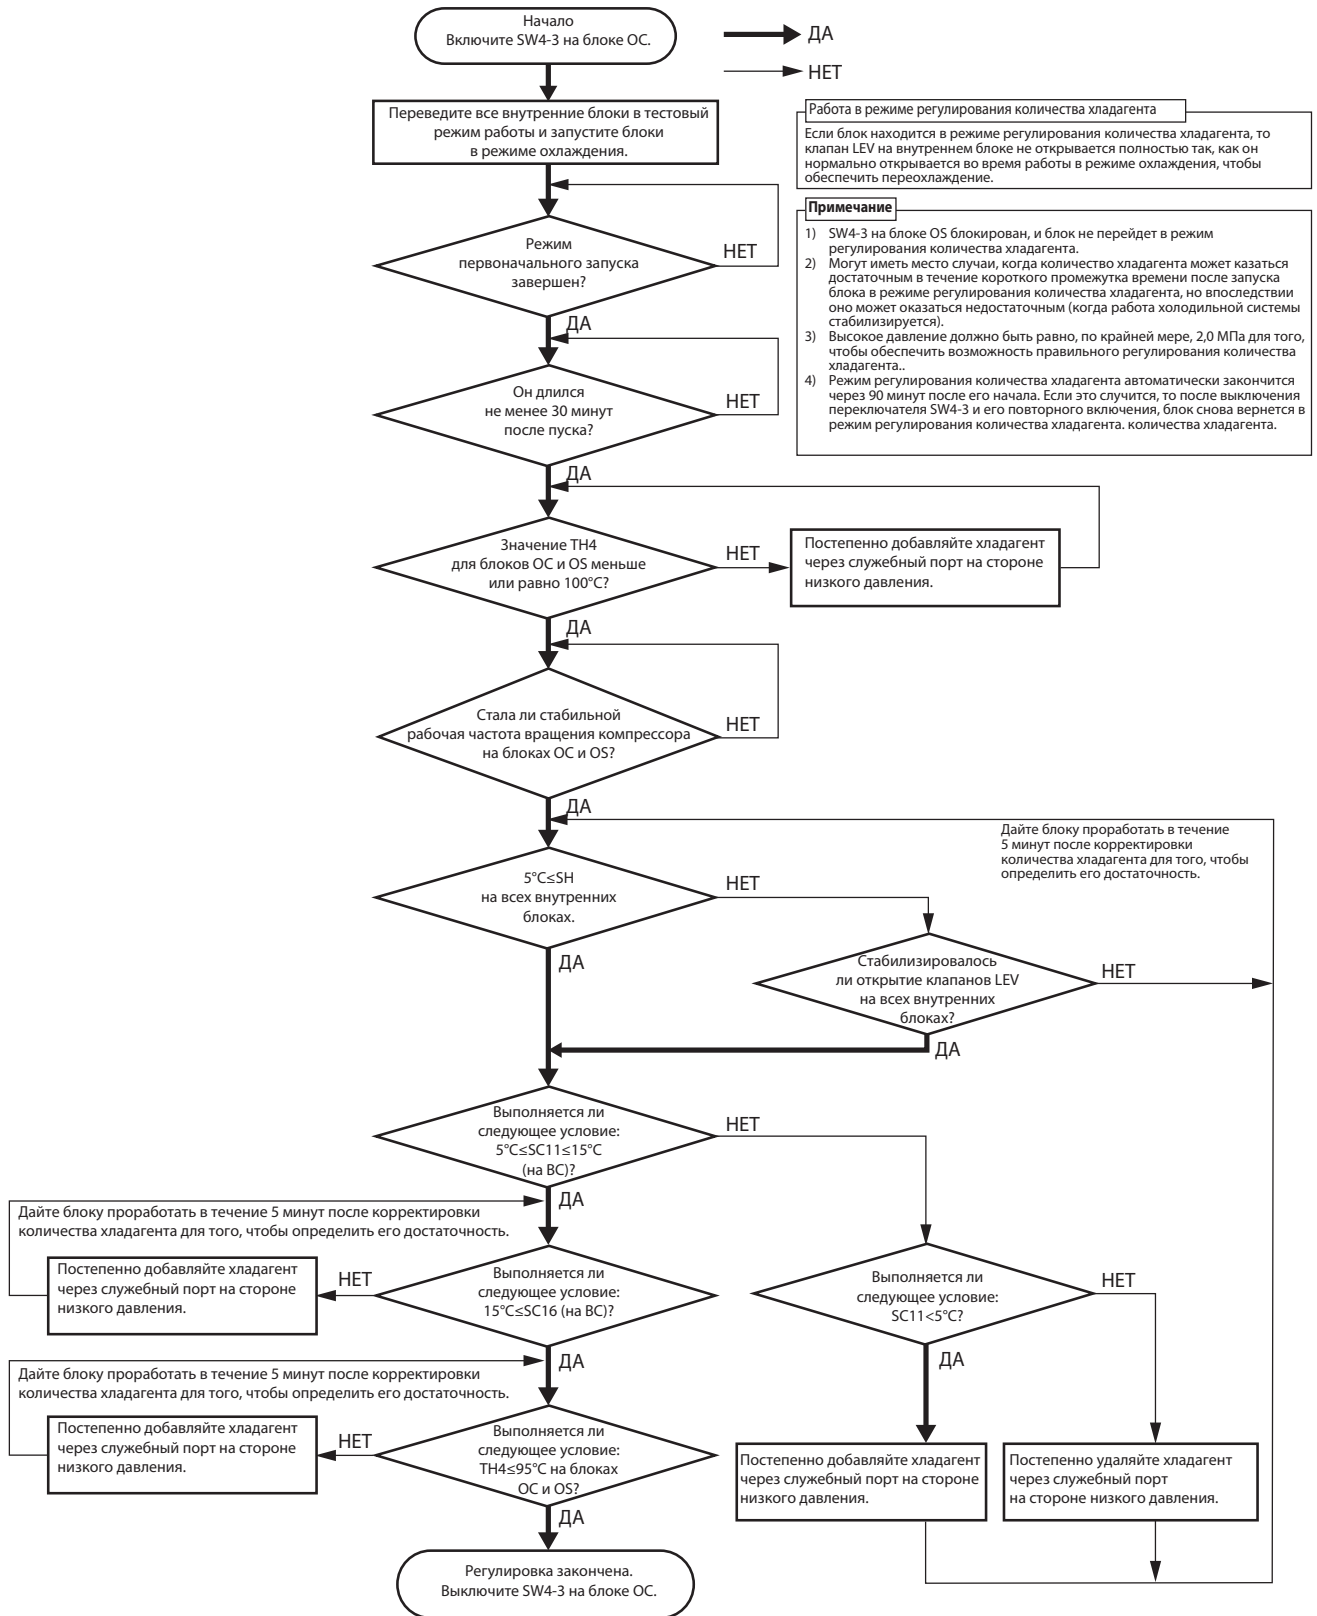 Начало
Включите SW4-3 на блоке ОС.
ДА
НЕТ
Переведите все внутренние блоки в тестовый
режим работы и запустите блоки
в режиме охлаждения.
Работа в режиме регулирования количества хладагента
Если блок находится в режиме регулирования количества хладагента, то
клапан LEV на внутреннем блоке не открывается полностью так, как он
нормально открывается во время работы в режиме охлаждения, чтобы
обеспечить переохлаждение.
Примечание
1) SW4-3 на блоке OS блокирован, и блок не перейдет в режим
регулирования количества хладагента.
2) Могут иметь место случаи, когда количество хладагента может казаться
достаточным в течение короткого промежутка времени после запуска
блока в режиме регулирования количества хладагента, но впоследствии
оно может оказаться недостаточным (когда работа холодильной системы
стабилизируется).
3) Высокое давление должно быть равно, по крайней мере, 2,0 МПа для того,
чтобы обеспечить возможность правильного регулирования количества
хладагента..
4) Режим регулирования количества хладагента автоматически закончится
через 90 минут после его начала. Если это случится, то после выключения
переключателя SW4-3 и его повторного включения, блок снова вернется в
режим регулирования количества хладагента. количества хладагента.
Режим
первоначального запуска
завершен?
НЕТ
ДА
Он длился
не менее 30 минут
после пуска?
НЕТ
ДА
Значение TH4
для блоков ОС и OS меньше
или равно 100°C?
НЕТ
Постепенно добавляйте хладагент
через служебный порт на стороне
низкого давления.
ДА
Стала ли стабильной
рабочая частота вращения компрессора
на блоках ОС и OS?
НЕТ
ДА
Дайте блоку проработать в течение
5 минут после корректировки
количества хладагента для того, чтобы
определить его достаточность.
5°C≤SH
на всех внутренних
блоках.
НЕТ
ДА
Стабилизировалось
ли открытие клапанов LEV
на всех внутренних
блоках?
НЕТ
ДА
Выполняется ли
следующее условие:
5°C≤SC11≤15°C
(на BC)?
НЕТ
ДА
Дайте блоку проработать в течение 5 минут после корректировки
количества хладагента для того, чтобы определить его достаточность.
Постепенно добавляйте хладагент
через служебный порт на стороне
низкого давления.
НЕТ
Выполняется ли
следующее условие:
15°C≤SC16 (на BC)?
Выполняется ли
следующее условие:
SC11<5°C?
НЕТ
ДА
ДА
Дайте блоку проработать в течение 5 минут после корректировки
количества хладагента для того, чтобы определить его достаточность.
Постепенно добавляйте хладагент
через служебный порт на стороне
низкого давления.
НЕТ
Выполняется ли
следующее условие:
TH4≤95°C на блоках
ОС и OS?
Постепенно добавляйте хладагент
через служебный порт на стороне
низкого давления.
Постепенно удаляйте хладагент
через служебный порт
на стороне низкого давления.
ДА
Регулировка закончена.
Выключите SW4-3 на блоке ОС.